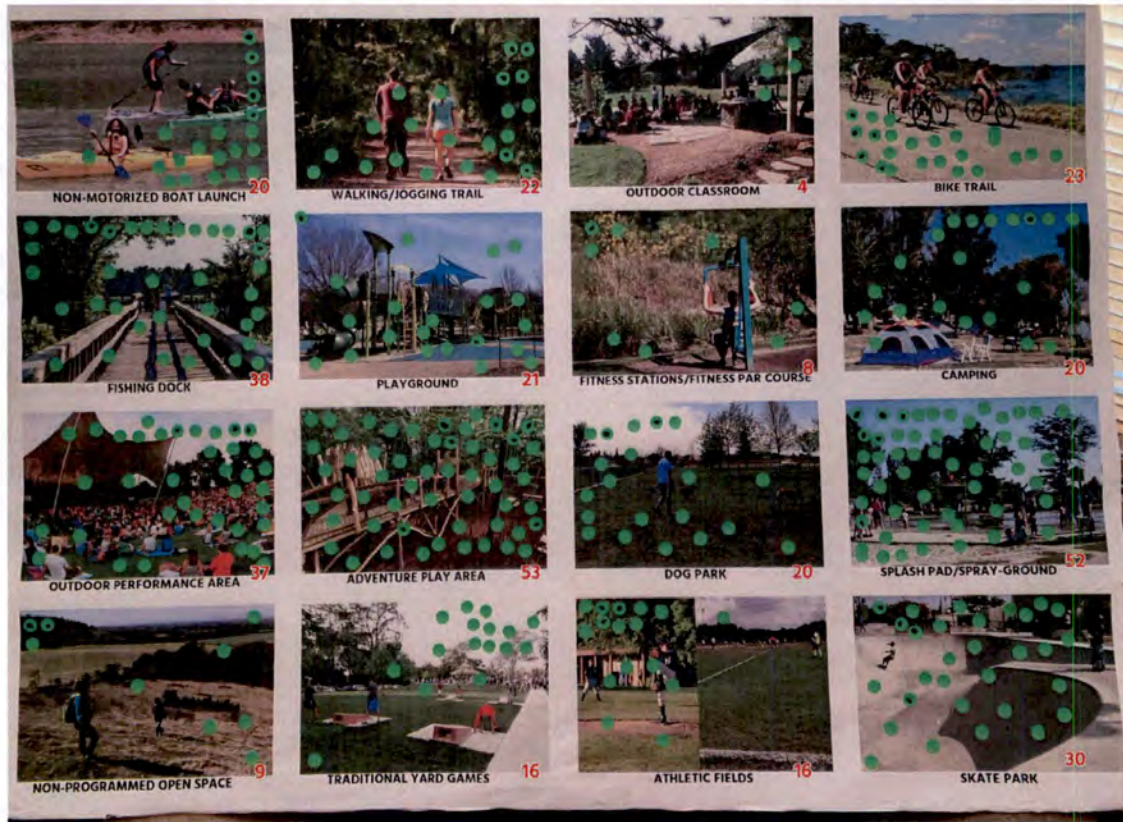 20
NON-MOTORIZED BOAT LAUNCH
22
WALKING/JOGGING TRAIL
4
OUTDOOR CLASSROOM
23
BIKE TRAIL
38
FISHING DOCK
21
PLAYGROUND
8
FITNESS STATIONS/FITNESS PAR COURSE
20
CAMPING
37
OUTDOOR PERFORMANCE AREA
53
ADVENTURE PLAY AREA
20
DOG PARK
52
SPLASH PAD/SPRAY-GROUND
9
NON-PROGRAMMED OPEN SPACE
16
TRADITIONAL YARD GAMES
16
ATHLETIC FIELDS
30
SKATE PARK